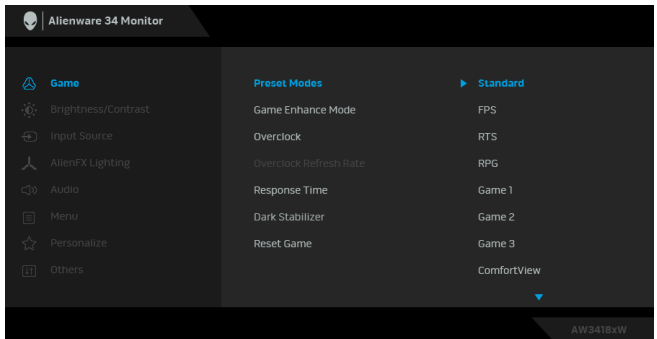 Alienware 34 Monitor
Game Preset Modes Standard
Brightness/Contrast Game Enhance Mode FPS
Input Source Overclock RTS
AlienFX Lighting Overclock Refresh Rate RPG
Audio Response Time Game 1
Menu Dark Stabilizer Game 2
Personalize Reset Game Game 3
Others ComfortView
AW3418xW